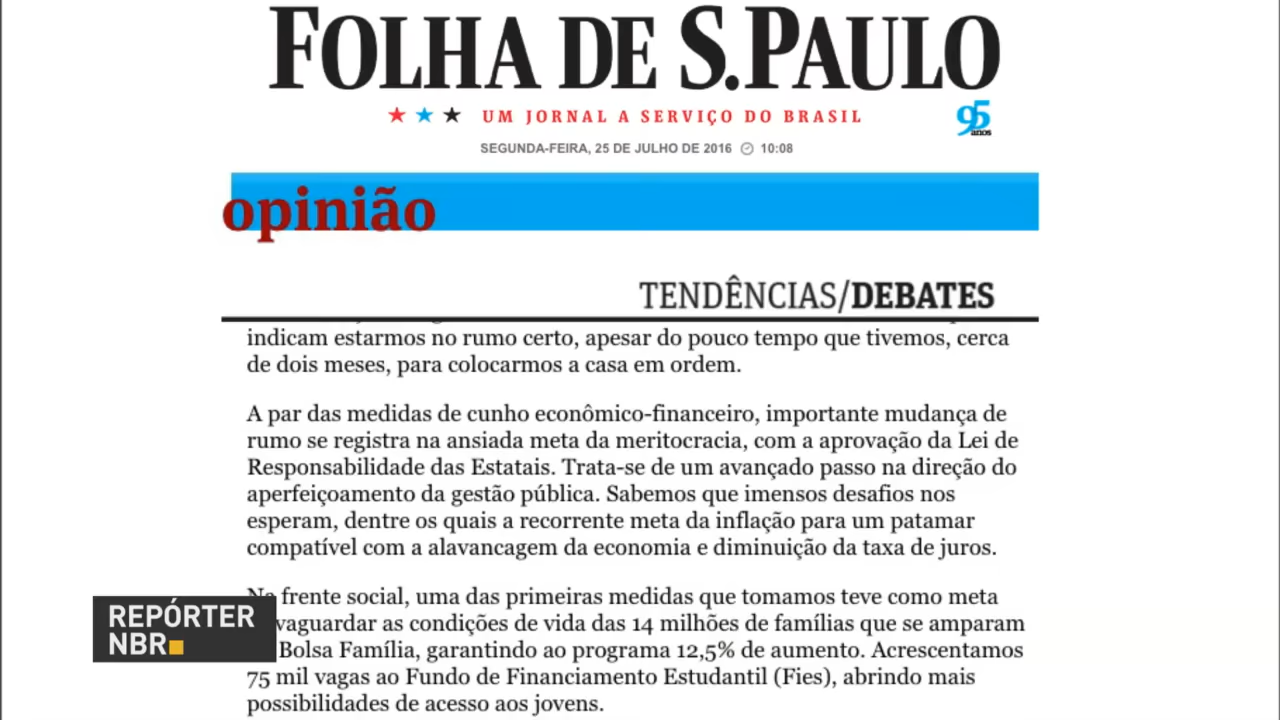 FOLHA DE S.PAULO
★ ★ ★ UM JORNAL A SERVIÇO DO BRASIL
95 anos
SEGUNDA-FEIRA, 25 DE JULHO DE 2016 10:08
opinião
TENDÊNCIAS/DEBATES
indicam estarmos no rumo certo, apesar do pouco tempo que tivemos, cerca
de dois meses, para colocarmos a casa em ordem.
A par das medidas de cunho econômico-financeiro, importante mudança de
rumo se registra na ansiada meta da meritocracia, com a aprovação da Lei de
Responsabilidade das Estatais. Trata-se de um avançado passo na direção do
aperfeiçoamento da gestão pública. Sabemos que imensos desafios nos
esperam, dentre os quais a recorrente meta da inflação para um patamar
compatível com a alavancagem da economia e diminuição da taxa de juros.
Na frente social, uma das primeiras medidas que tomamos teve como meta
vaguardar as condições de vida das 14 milhões de famílias que se amparam
Bolsa Família, garantindo ao programa 12,5% de aumento. Acrescentamos
75 mil vagas ao Fundo de Financiamento Estudantil (Fies), abrindo mais
possibilidades de acesso aos jovens.
REPÓRTER
NBR